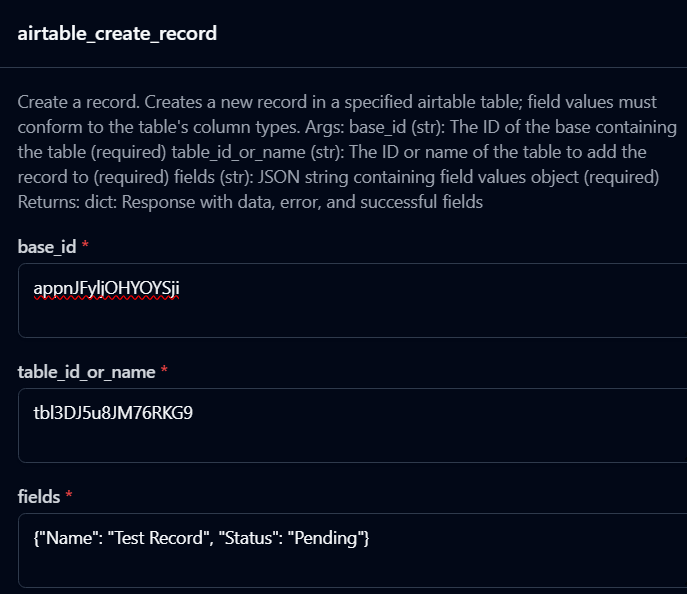 airtable_create_record
Create a record. Creates a new record in a specified airtable table; field values must
conform to the table's column types. Args: base_id (str): The ID of the base containing
the table (required) table_id_or_name (str): The ID or name of the table to add the
record to (required) fields (str): JSON string containing field values object (required)
Returns: dict: Response with data, error, and successful fields
base_id *
appnJFyljOHYOYSji
table_id_or_name *
tbl3DJ5u8JM76RKG9
fields *
{"Name": "Test Record", "Status": "Pending"}